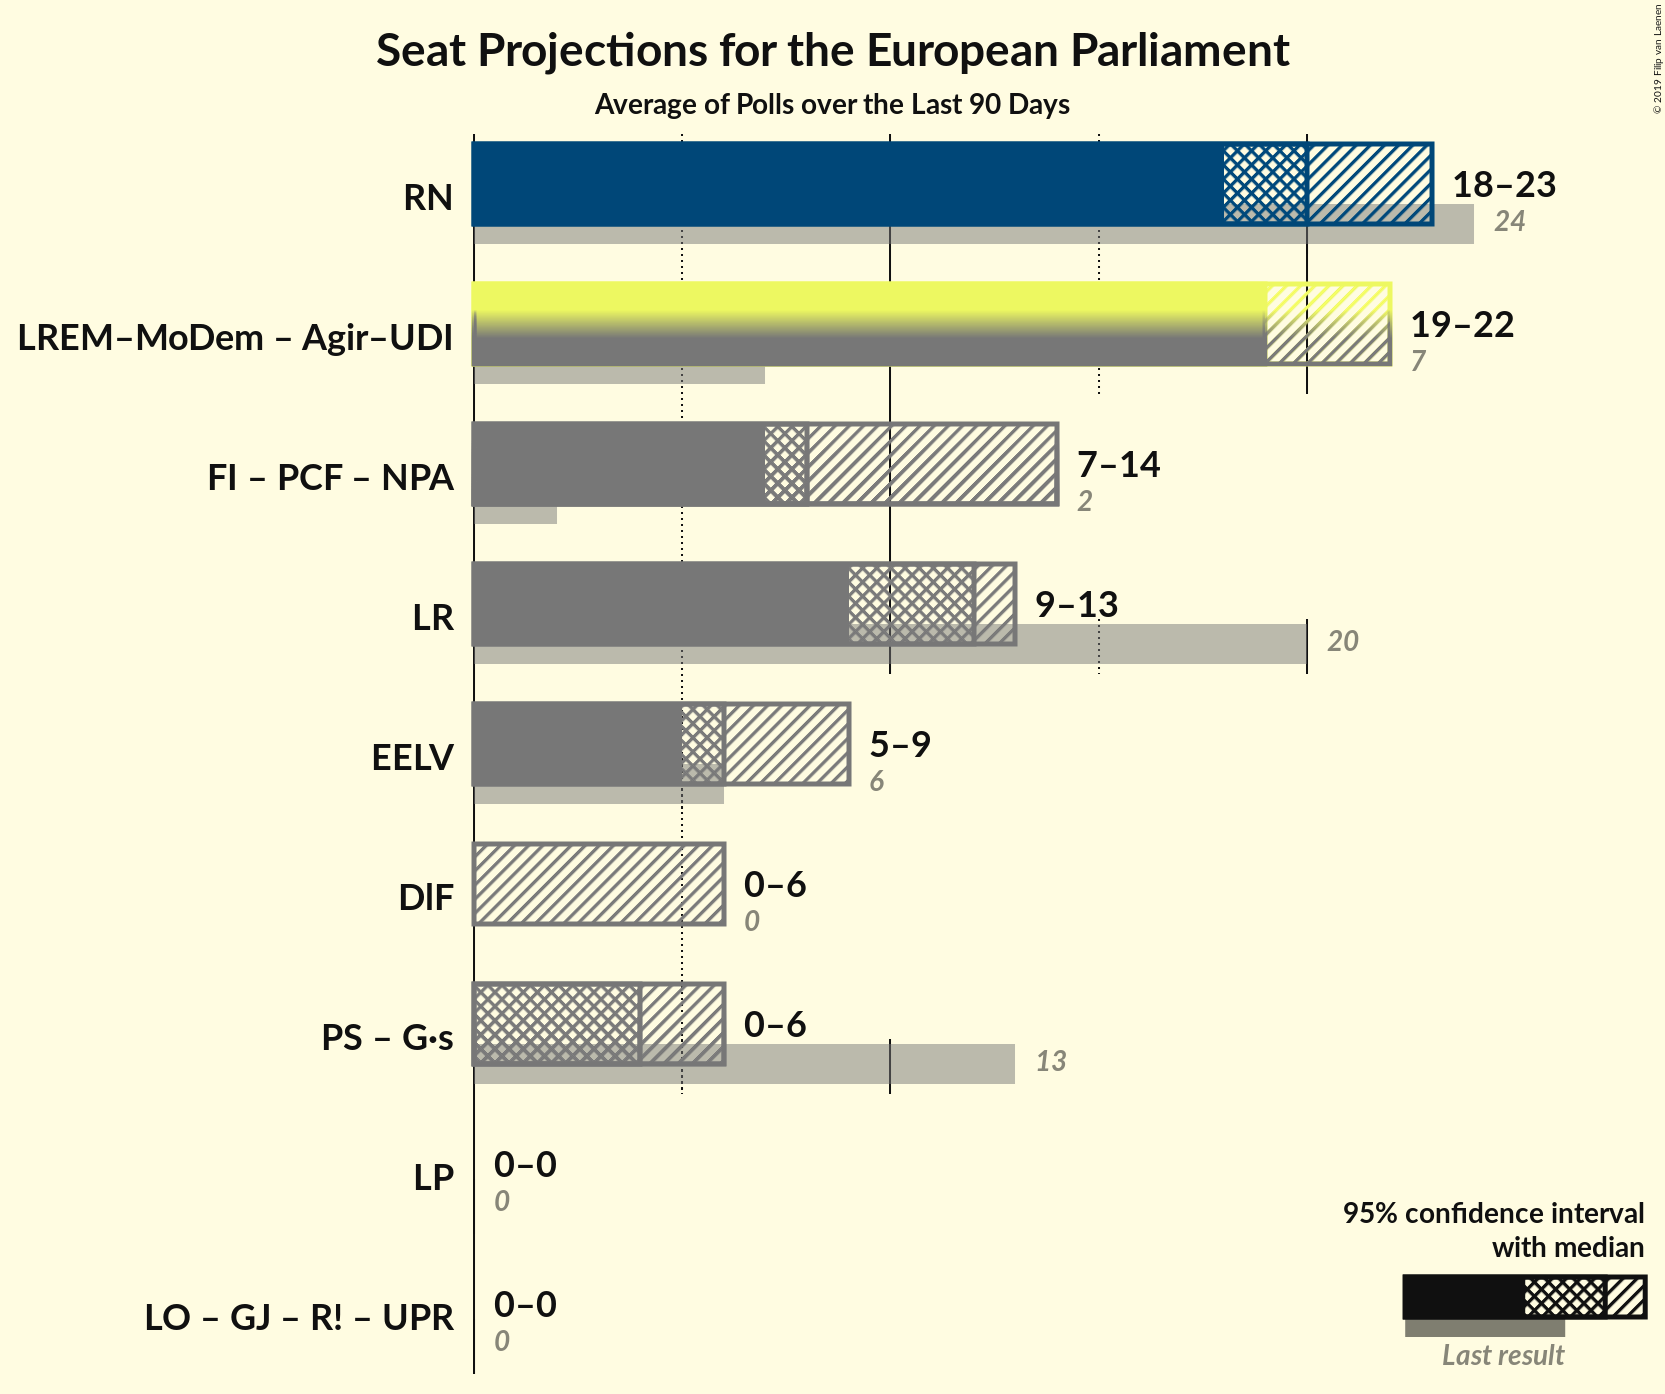 Seat Projections for the European Parliament
Average of Polls over the Last 90 Days
© 2019 Filip van Laenen
RN
18–23
24
LREM–MoDem – Agir–UDI
19–22
7
FI – PCF – NPA
7–14
2
LR
9–13
20
EELV
5–9
6
DlF
0–6
0
PS – G·s
0–6
13
LP
0–0
0
LO – GJ – R! – UPR
0–0
0
95% confidence interval
with median
Last result